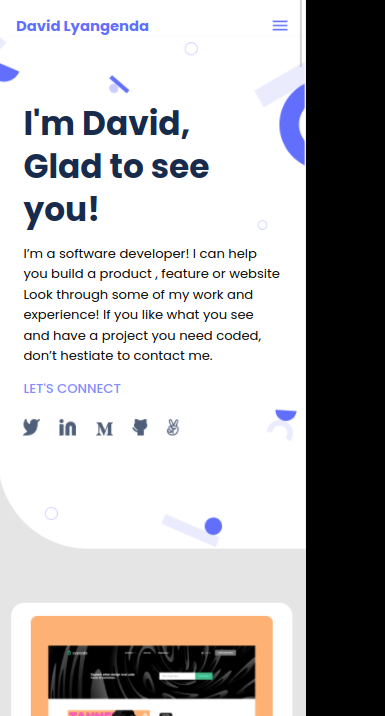 David Lyangenda
I'm David,
Glad to see
you!
I’m a software developer! I can help
you build a product , feature or website
Look through some of my work and
experience! If you like what you see
and have a project you need coded,
don’t hestiate to contact me.
LET'S CONNECT